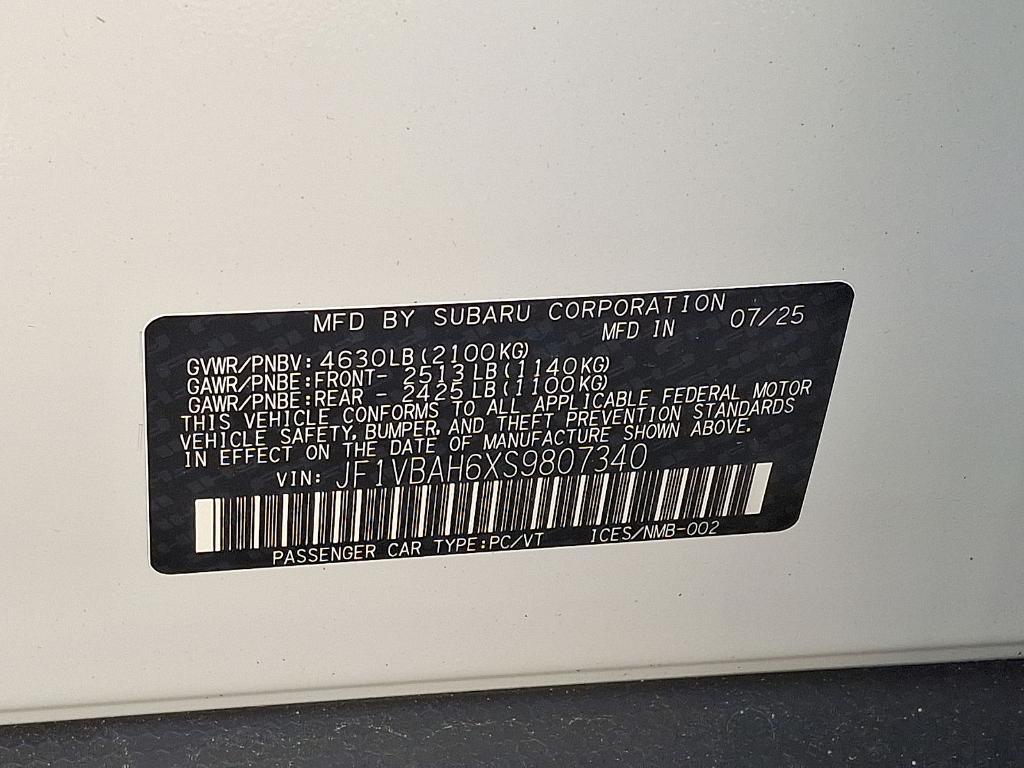 MFD BY SUBARU CORPORATION
MFD IN 07/25
GVWR/PNBV: 4630LB(2100KG)
GAWR/PNBE:FRONT- 2513LB(1140KG)
GAWR/PNBE:REAR - 2425LB(1100KG)
THIS VEHICLE CONFORMS TO ALL APPLICABLE FEDERAL MOTOR
VEHICLE SAFETY, BUMPER, AND THEFT PREVENTION STANDARDS
IN EFFECT ON THE DATE OF MANUFACTURE SHOWN ABOVE.
VIN: JF1VBAH6XS9807340
PASSENGER CAR TYPE:PC/VT ICES/NMB-002